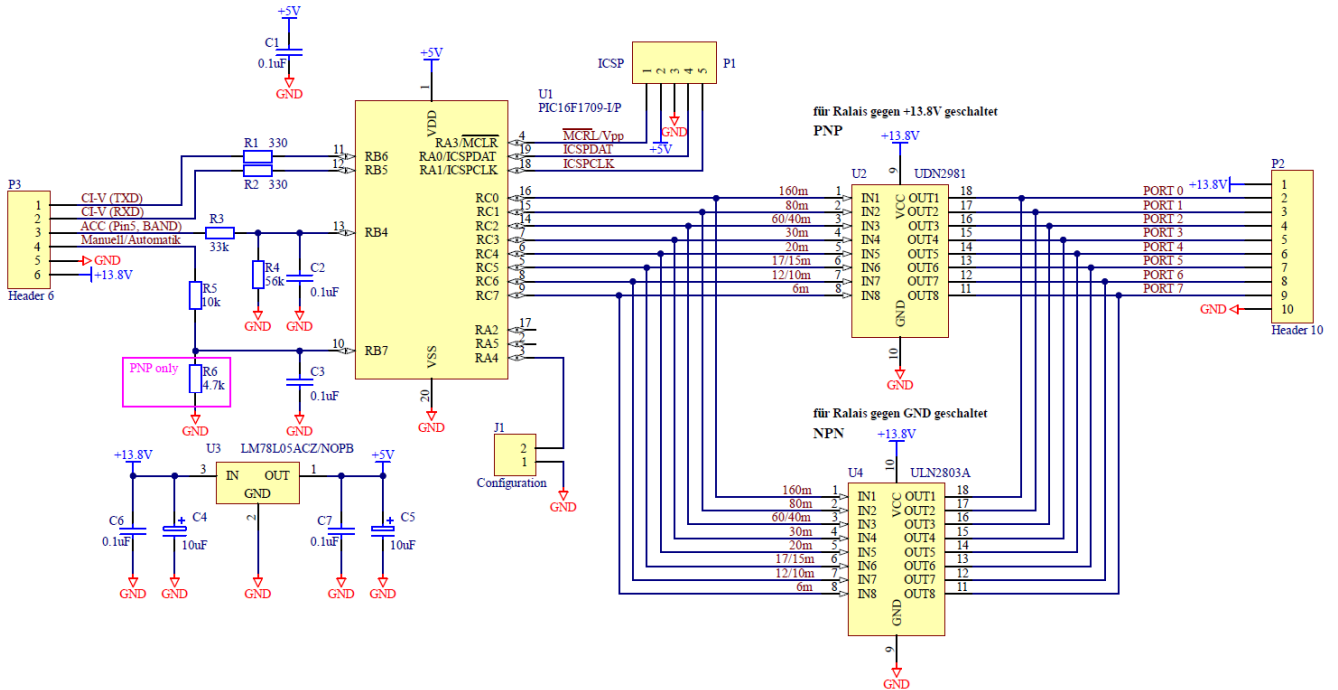 +5V
C1
0.1uF
GND
+5V
1
VDD
U1
PIC16F1709-I/P
ICSP
P1
1 2 3 4 5
GND
+5V
RA3/MCLR 4 MCRL/Vpp
RA0/ICSPDAT 19 ICSPDAT
RA1/ICSPCLK 18 ICSPCLK
R1 330
11 RB6
12 RB5
R2 330
P3
1 CI-V (TXD)
2 CI-V (RXD)
3 ACC (Pin5, BAND)
4 Manuell/Automatik
5 GND
6 +13.8V
Header 6
R3
33k
13 RB4
R4
56k
GND
C2
0.1uF
GND
R5
10k
10 RB7
PNP only
R6
4.7k
GND
C3
0.1uF
GND
RC0 16
RC1 15
RC2 14
RC3 7
RC4 6
RC5 5
RC6 8
RC7 9
RA2 17
RA5 2
RA4 3
VSS
20
GND
J1
2
1
Configuration
GND
für Ralais gegen +13.8V geschaltet
PNP
+13.8V
U2
9
UDN2981
VCC
160m 1 IN1 OUT1 18 PORT 0
80m 2 IN2 OUT2 17 PORT 1
60/40m 3 IN3 OUT3 16 PORT 2
30m 4 IN4 OUT4 15 PORT 3
20m 5 IN5 OUT5 14 PORT 4
17/15m 6 IN6 OUT6 13 PORT 5
12/10m 7 IN7 OUT7 12 PORT 6
6m 8 IN8 OUT8 11 PORT 7
GND
10
GND
P2
+13.8V 1
2
3
4
5
6
7
8
9
GND 10
Header 10
für Ralais gegen GND geschaltet
NPN
+13.8V
U4
10
ULN2803A
VCC
160m 1 IN1 OUT1 18
80m 2 IN2 OUT2 17
60/40m 3 IN3 OUT3 16
30m 4 IN4 OUT4 15
20m 5 IN5 OUT5 14
17/15m 6 IN6 OUT6 13
12/10m 7 IN7 OUT7 12
6m 8 IN8 OUT8 11
GND
9
GND
U3
LM78L05ACZ/NOPB
+13.8V
3 IN OUT 1
GND
2
+5V
C6
0.1uF
C4
+
10uF
C7
0.1uF
C5
+
10uF
GND
GND
GND
GND
GND